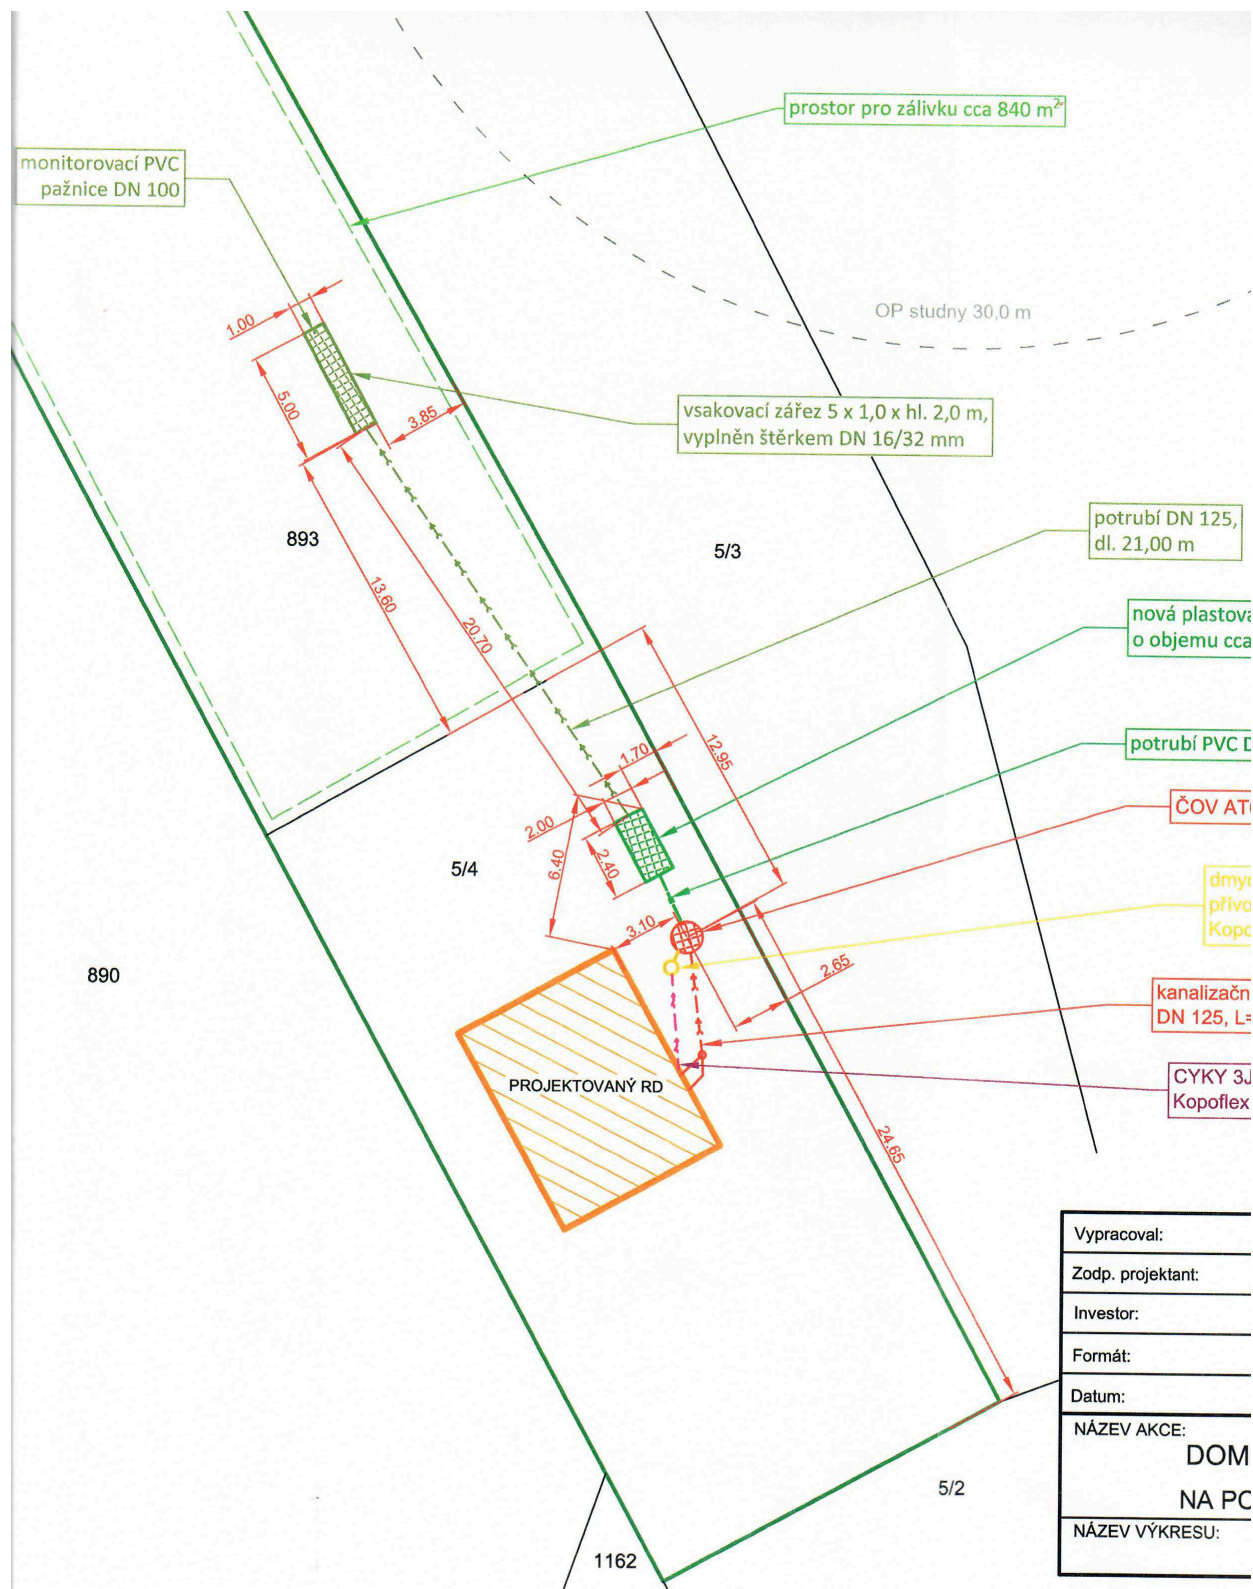 prostor pro zálivku cca 840 m²
monitorovací PVC
pažnice DN 100
OP studny 30,0 m
1.00
5.00
3.85
vsakovací zářez 5 x 1,0 x hl. 2,0 m,
vyplněn štěrkem DN 16/32 mm
potrubí DN 125,
dl. 21,00 m
893
5/3
13.60
20.70
nová plastova
o objemu cca
12.95
1.70
potrubí PVC D
ČOV AT
2.00
2.40
6.40
5/4
dmyc
přívo
Kopo
3.10
2.65
890
kanalizačn
DN 125, L=
PROJEKTOVANÝ RD
CYKY 3J
Kopoflex
24.65
Vypracoval:
Zodp. projektant:
Investor:
Formát:
Datum:
NÁZEV AKCE:
DOM
NA PO
NÁZEV VÝKRESU:
5/2
1162